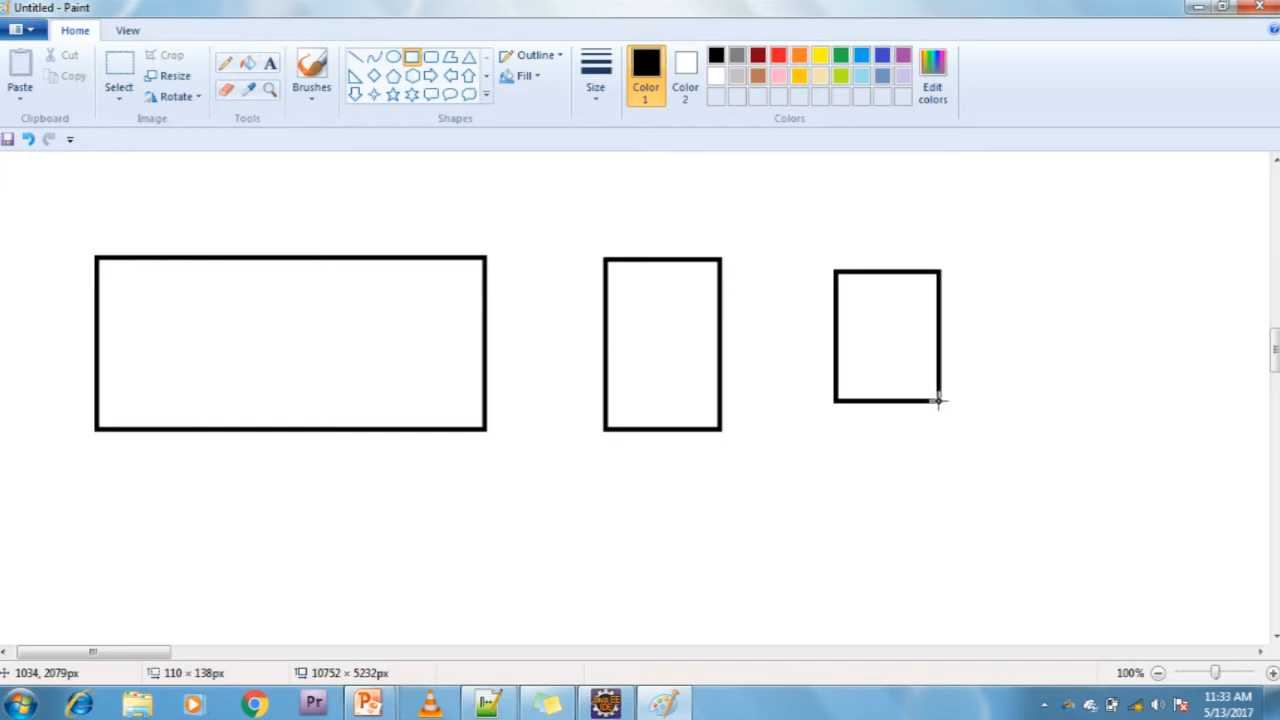 Untitled - Paint
Home View
Paste
Cut
Copy
Clipboard
Select
Crop
Resize
Rotate
Image
A
Tools
Brushes
Shapes
Outline
Fill
Size
Color 1
Color 2
Edit colors
Colors
1034, 2079px
110 × 138px
10752 × 5232px
100%
Pr
11:33 AM
5/13/2017